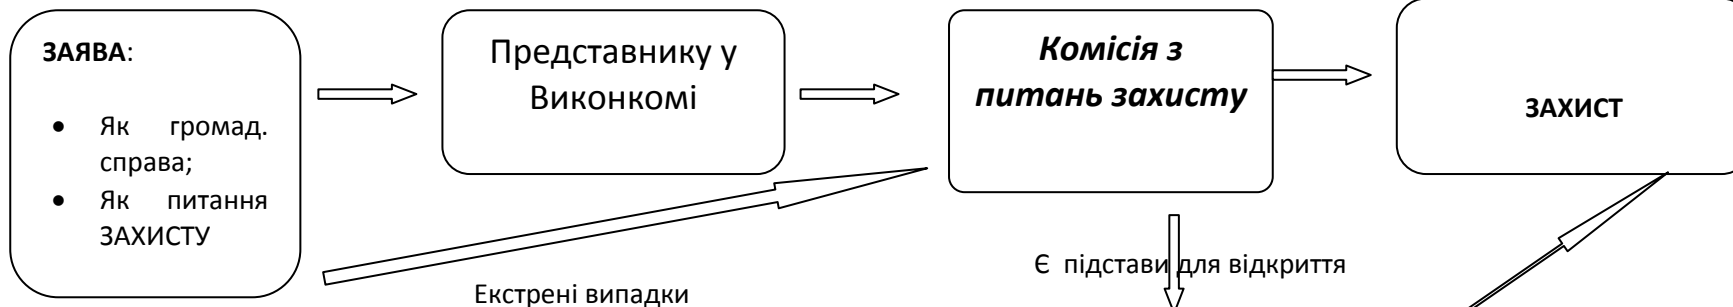 ЗАЯВА:
• Як громад.
справа;
• Як питання
ЗАХИСТУ
Представнику у
Виконкомі
Комісія з
питань захисту
ЗАХИСТ
Є підстави для відкриття
Екстрені випадки